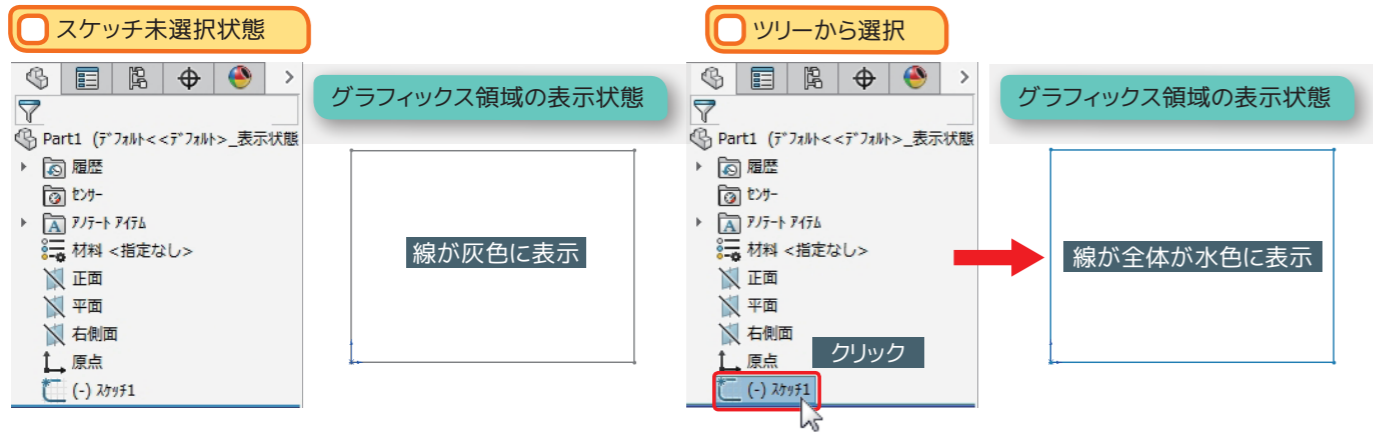 スケッチ未選択状態
グラフィックス領域の表示状態
Part1 (ﾃﾞﾌｫﾙﾄ<<ﾃﾞﾌｫﾙﾄ>_表示状態
履歴
ｾﾝｻｰ
A ｱﾉﾃｰﾄ ｱｲﾃﾑ
材料 <指定なし>
正面
平面
右側面
原点
(-) ｽｹｯﾁ1
線が灰色に表示
ツリーから選択
グラフィックス領域の表示状態
Part1 (ﾃﾞﾌｫﾙﾄ<<ﾃﾞﾌｫﾙﾄ>_表示状態
履歴
ｾﾝｻｰ
A ｱﾉﾃｰﾄ ｱｲﾃﾑ
材料 <指定なし>
正面
平面
右側面
原点
クリック
(-) ｽｹｯﾁ1
線が全体が水色に表示